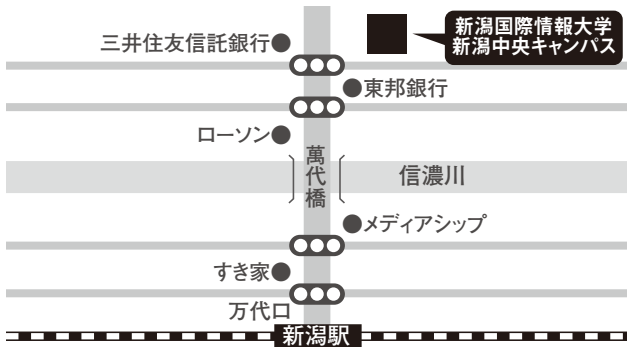 三井住友信託銀行
新潟国際情報大学
新潟中央キャンパス
東邦銀行
ローソン
萬代橋
信濃川
メディアシップ
すき家
万代口
新潟駅